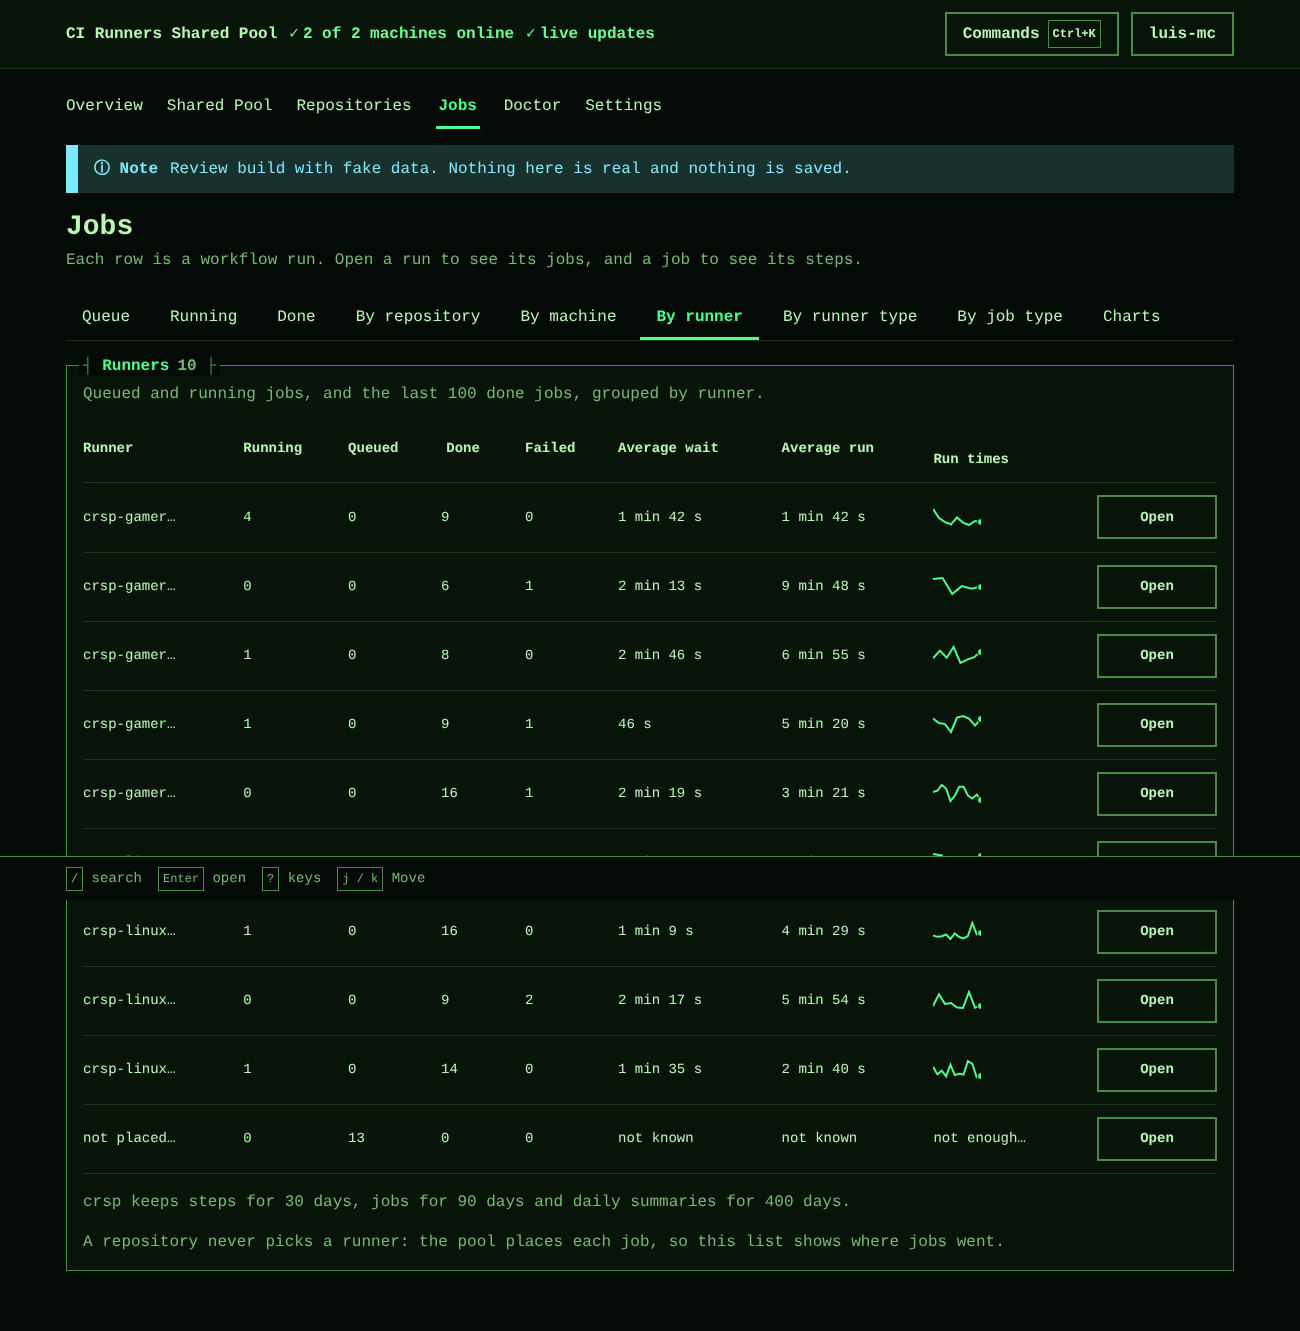 CI Runners Shared Pool ✓ 2 of 2 machines online ✓ live updates Commands Ctrl+K luis-mc
Overview Shared Pool Repositories Jobs Doctor Settings
ⓘ Note Review build with fake data. Nothing here is real and nothing is saved.
Jobs
Each row is a workflow run. Open a run to see its jobs, and a job to see its steps.
Queue Running Done By repository By machine By runner By runner type By job type Charts
Runners 10
Queued and running jobs, and the last 100 done jobs, grouped by runner.
Runner Running Queued Done Failed Average wait Average run Run times
crsp-gamer… 4 0 9 0 1 min 42 s 1 min 42 s Open
crsp-gamer… 0 0 6 1 2 min 13 s 9 min 48 s Open
crsp-gamer… 1 0 8 0 2 min 46 s 6 min 55 s Open
crsp-gamer… 1 0 9 1 46 s 5 min 20 s Open
crsp-gamer… 0 0 16 1 2 min 19 s 3 min 21 s Open
/ search Enter open ? keys j / k Move
crsp-linux… 1 0 16 0 1 min 9 s 4 min 29 s Open
crsp-linux… 0 0 9 2 2 min 17 s 5 min 54 s Open
crsp-linux… 1 0 14 0 1 min 35 s 2 min 40 s Open
not placed… 0 13 0 0 not known not known not enough… Open
crsp keeps steps for 30 days, jobs for 90 days and daily summaries for 400 days.
A repository never picks a runner: the pool places each job, so this list shows where jobs went.